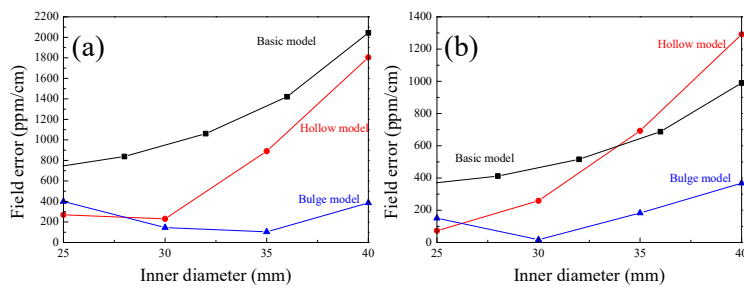 (a)
Basic model
Hollow model
Bulge model
Field error (ppm/cm)
2200
2000
1800
1600
1400
1200
1000
800
600
400
200
0
25
30
35
40
Inner diameter (mm)
(b)
Hollow model
Basic model
Bulge model
Field error (ppm/cm)
1400
1200
1000
800
600
400
200
0
25
30
35
40
Inner diameter (mm)